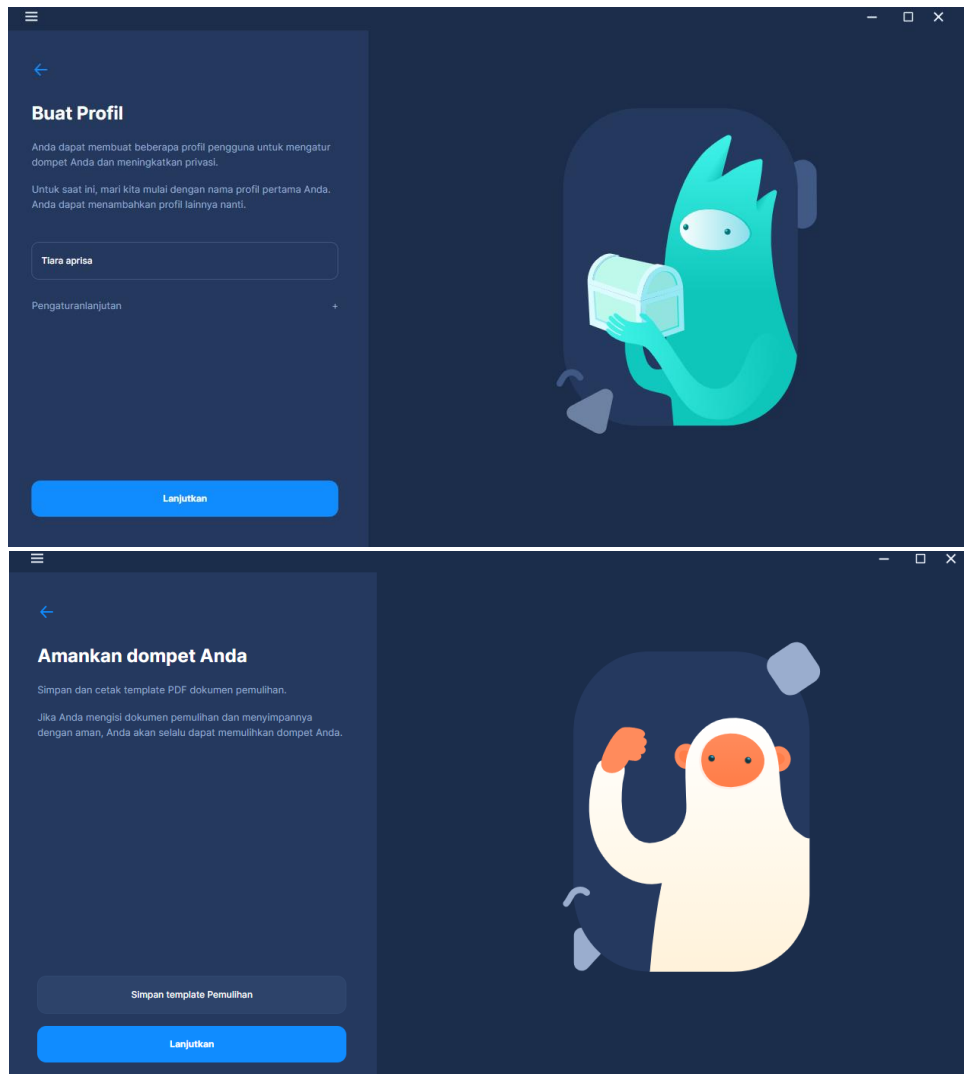 Buat Profil
Anda dapat membuat beberapa profil pengguna untuk mengatur
dompet Anda dan meningkatkan privasi.
Untuk saat ini, mari kita mulai dengan nama profil pertama Anda.
Anda dapat menambahkan profil lainnya nanti.
Tiara aprisa
Pengaturanlanjutan +
Lanjutkan
Amankan dompet Anda
Simpan dan cetak template PDF dokumen pemulihan.
Jika Anda mengisi dokumen pemulihan dan menyimpannya
dengan aman, Anda akan selalu dapat memulihkan dompet Anda.
Simpan template Pemulihan
Lanjutkan